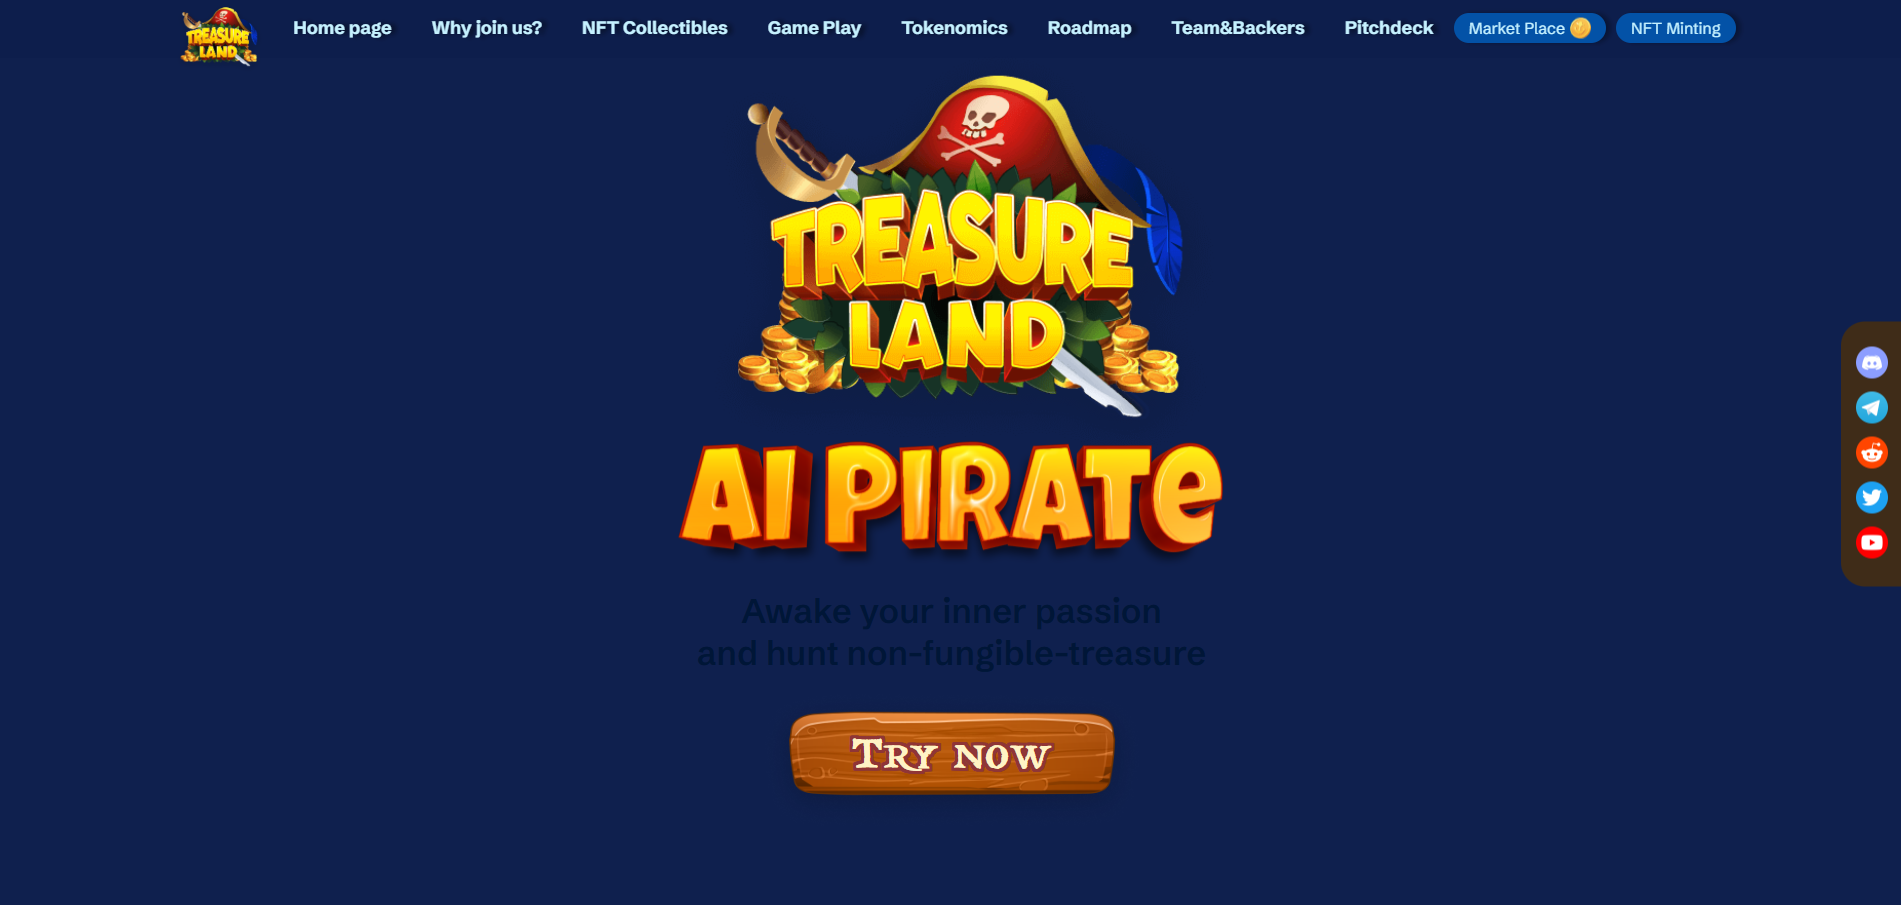 TREASURE
LAND
Home page
Why join us?
NFT Collectibles
Game Play
Tokenomics
Roadmap
Team&Backers
Pitchdeck
Market Place
NFT Minting
TREASURE
LAND
AI PIRATE
Awake your inner passion
and hunt non-fungible-treasure
TRY NOW